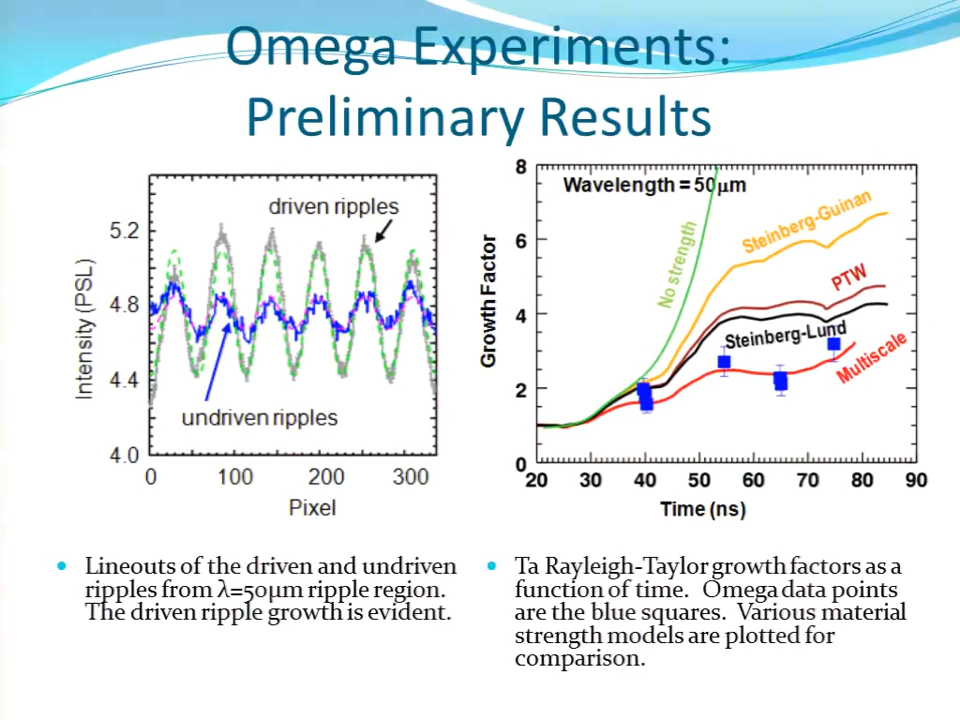 Omega Experiments:
Preliminary Results
driven ripples
undriven ripples
5.2
4.8
4.4
4.0
Intensity (PSL)
0
100
200
300
Pixel
Wavelength = 50μm
No strength
Steinberg-Guinan
PTW
Steinberg-Lund
Multiscale
8
6
4
2
0
Growth Factor
20
30
40
50
60
70
80
90
Time (ns)
• Lineouts of the driven and undriven
ripples from λ=50μm ripple region.
The driven ripple growth is evident.
• Ta Rayleigh-Taylor growth factors as a
function of time. Omega data points
are the blue squares. Various material
strength models are plotted for
comparison.